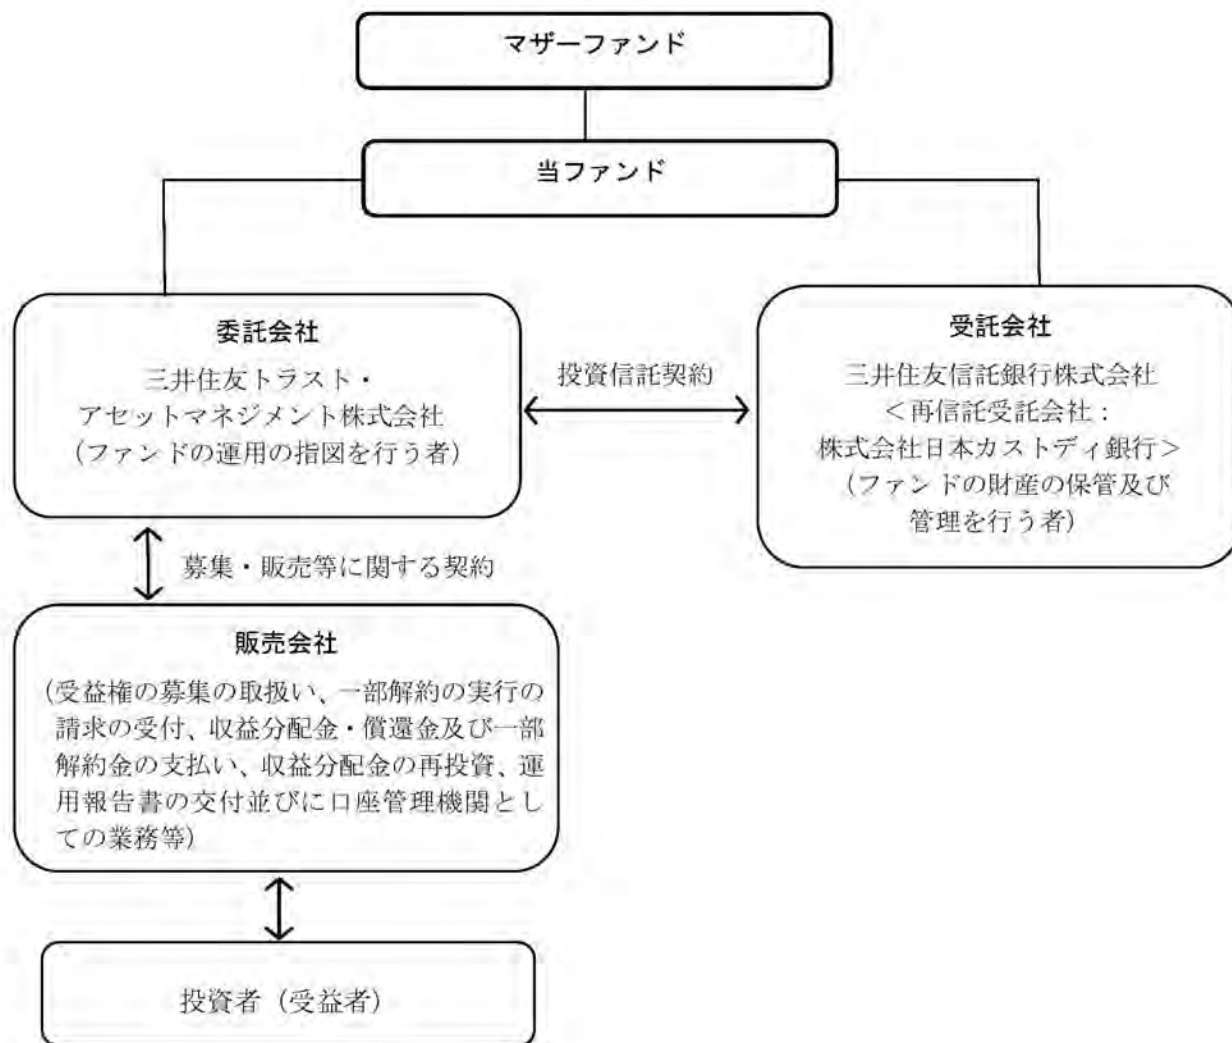 マザーファンド
当ファンド
委託会社
三井住友トラスト・
アセットマネジメント株式会社
（ファンドの運用の指図を行う者）
投資信託契約
受託会社
三井住友信託銀行株式会社
＜再信託受託会社：
株式会社日本カストディ銀行＞
（ファンドの財産の保管及び
管理を行う者）
募集・販売等に関する契約
販売会社
（受益権の募集の取扱い、一部解約の実行の
請求の受付、収益分配金・償還金及び一部
解約金の支払い、収益分配金の再投資、運
用報告書の交付並びに口座管理機関とし
ての業務等）
投資者（受益者）